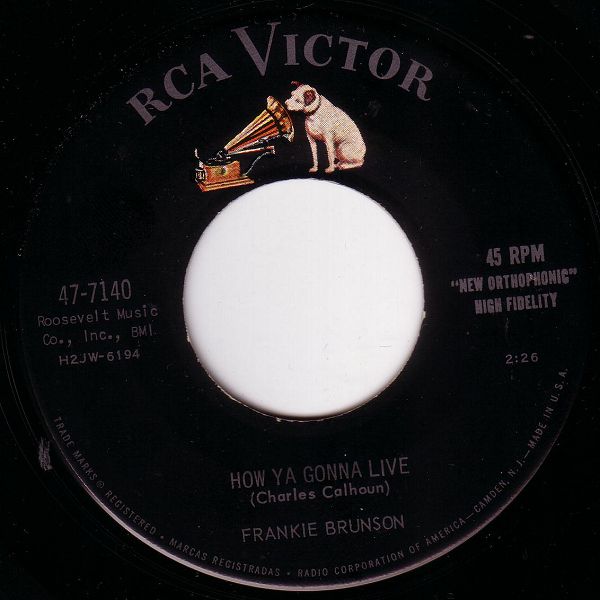 RCA VICTOR
45 RPM
"NEW ORTHOPHONIC"
HIGH FIDELITY
47-7140
Roosevelt Music
Co., Inc., BMI
H2JW-6194
2:26
HOW YA GONNA LIVE
(Charles Calhoun)
FRANKIE BRUNSON
TRADE MARKS ® REGISTERED • MARCAS REGISTRADAS • RADIO CORPORATION OF AMERICA—CAMDEN, N. J.—MADE IN U.S.A.